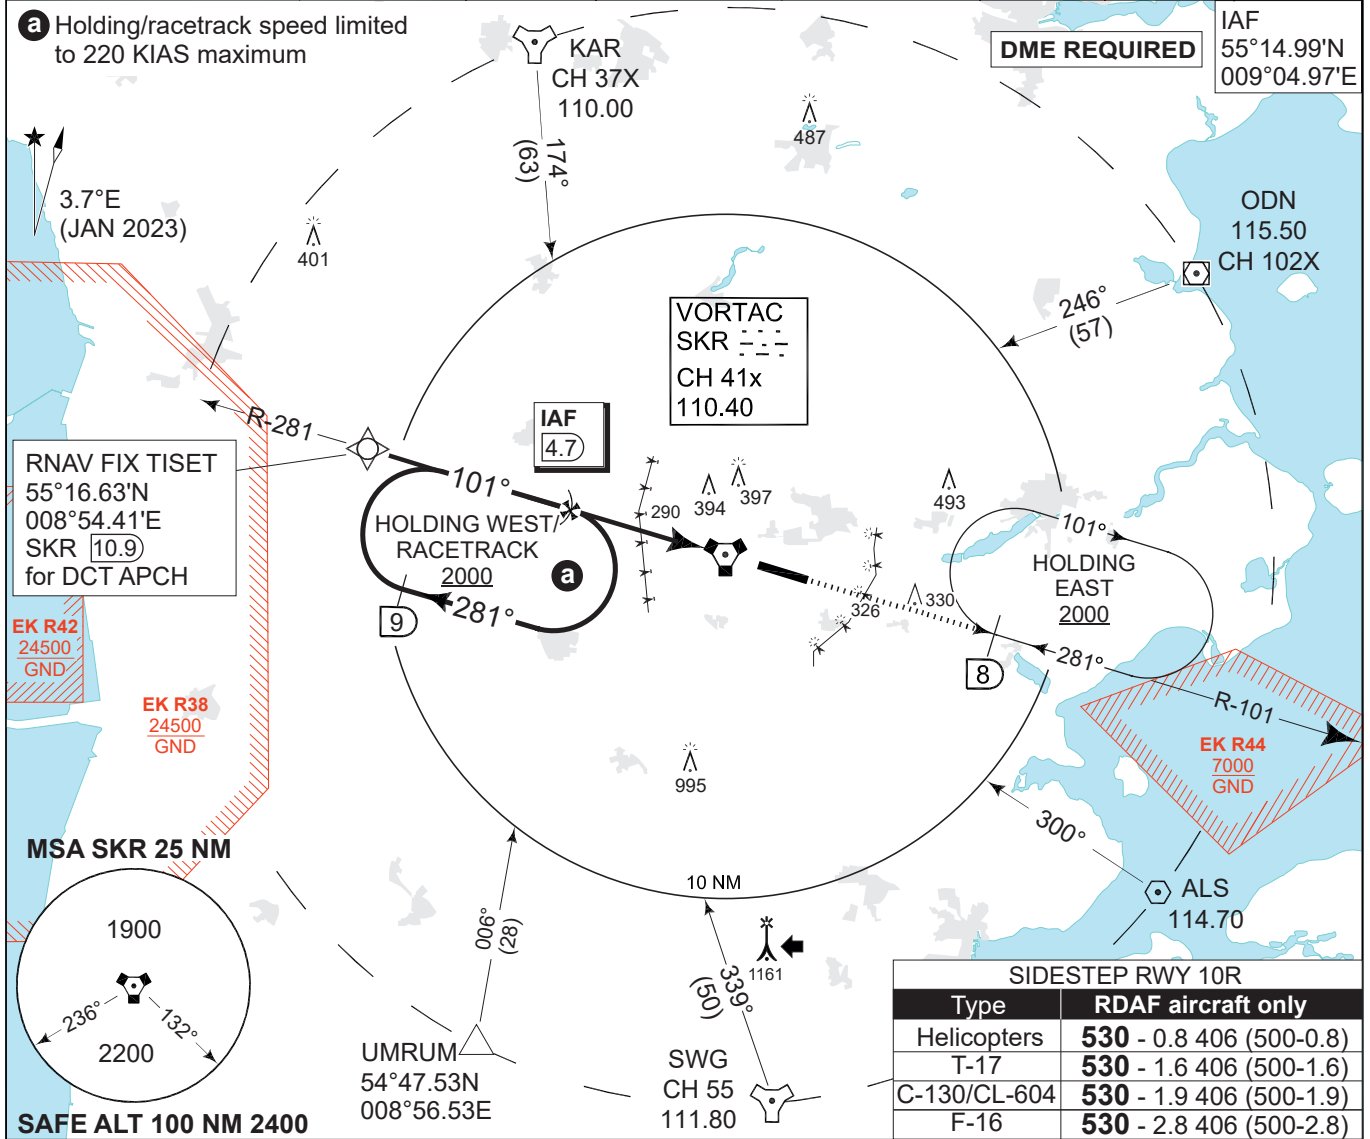 a Holding/racetrack speed limited
to 220 KIAS maximum
KAR
CH 37X
110.00
DME REQUIRED
IAF
55°14.99'N
009°04.97'E
487
174°
(63)
3.7°E
(JAN 2023)
401
ODN
115.50
CH 102X
246°
(57)
VORTAC
SKR
CH 41x
110.40
R-281
IAF
4.7
RNAV FIX TISET
55°16.63'N
008°54.41'E
SKR 10.9
for DCT APCH
101°
290
394
397
493
HOLDING WEST/
RACETRACK
2000
a
281°
9
101°
HOLDING
EAST
2000
326
330
281°
8
R-101
EK R42
24500
GND
EK R38
24500
GND
EK R44
7000
GND
995
300°
MSA SKR 25 NM
1900
236°
132°
2200
SAFE ALT 100 NM 2400
10 NM
006°
(28)
UMRUM
54°47.53N
008°56.53E
339°
(50)
1161
SWG
CH 55
111.80
ALS
114.70
SIDESTEP RWY 10R
Type RDAF aircraft only
Helicopters 530 - 0.8 406 (500-0.8)
T-17 530 - 1.6 406 (500-1.6)
C-130/CL-604 530 - 1.9 406 (500-1.9)
F-16 530 - 2.8 406 (500-2.8)